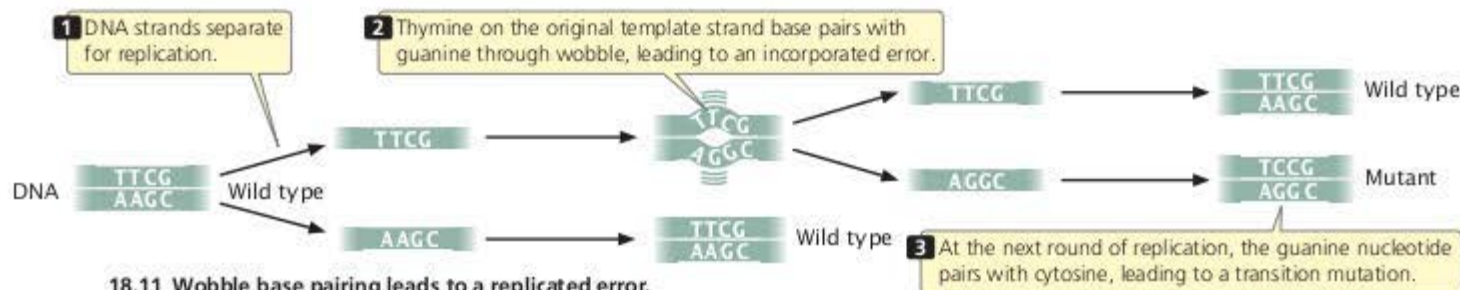 1 DNA strands separate
for replication.
2 Thymine on the original template strand base pairs with
guanine through wobble, leading to an incorporated error.
DNA
TTCG
AAGC
Wild type
TTCG
AAGC
TTCG
AGGC
TTCG
AAGC
Wild type
TTCG
AGGC
TTCG
AAGC
Wild type
TCCG
AGGC
Mutant
3 At the next round of replication, the guanine nucleotide
pairs with cytosine, leading to a transition mutation.
18.11 Wobble base pairing leads to a replicated error.